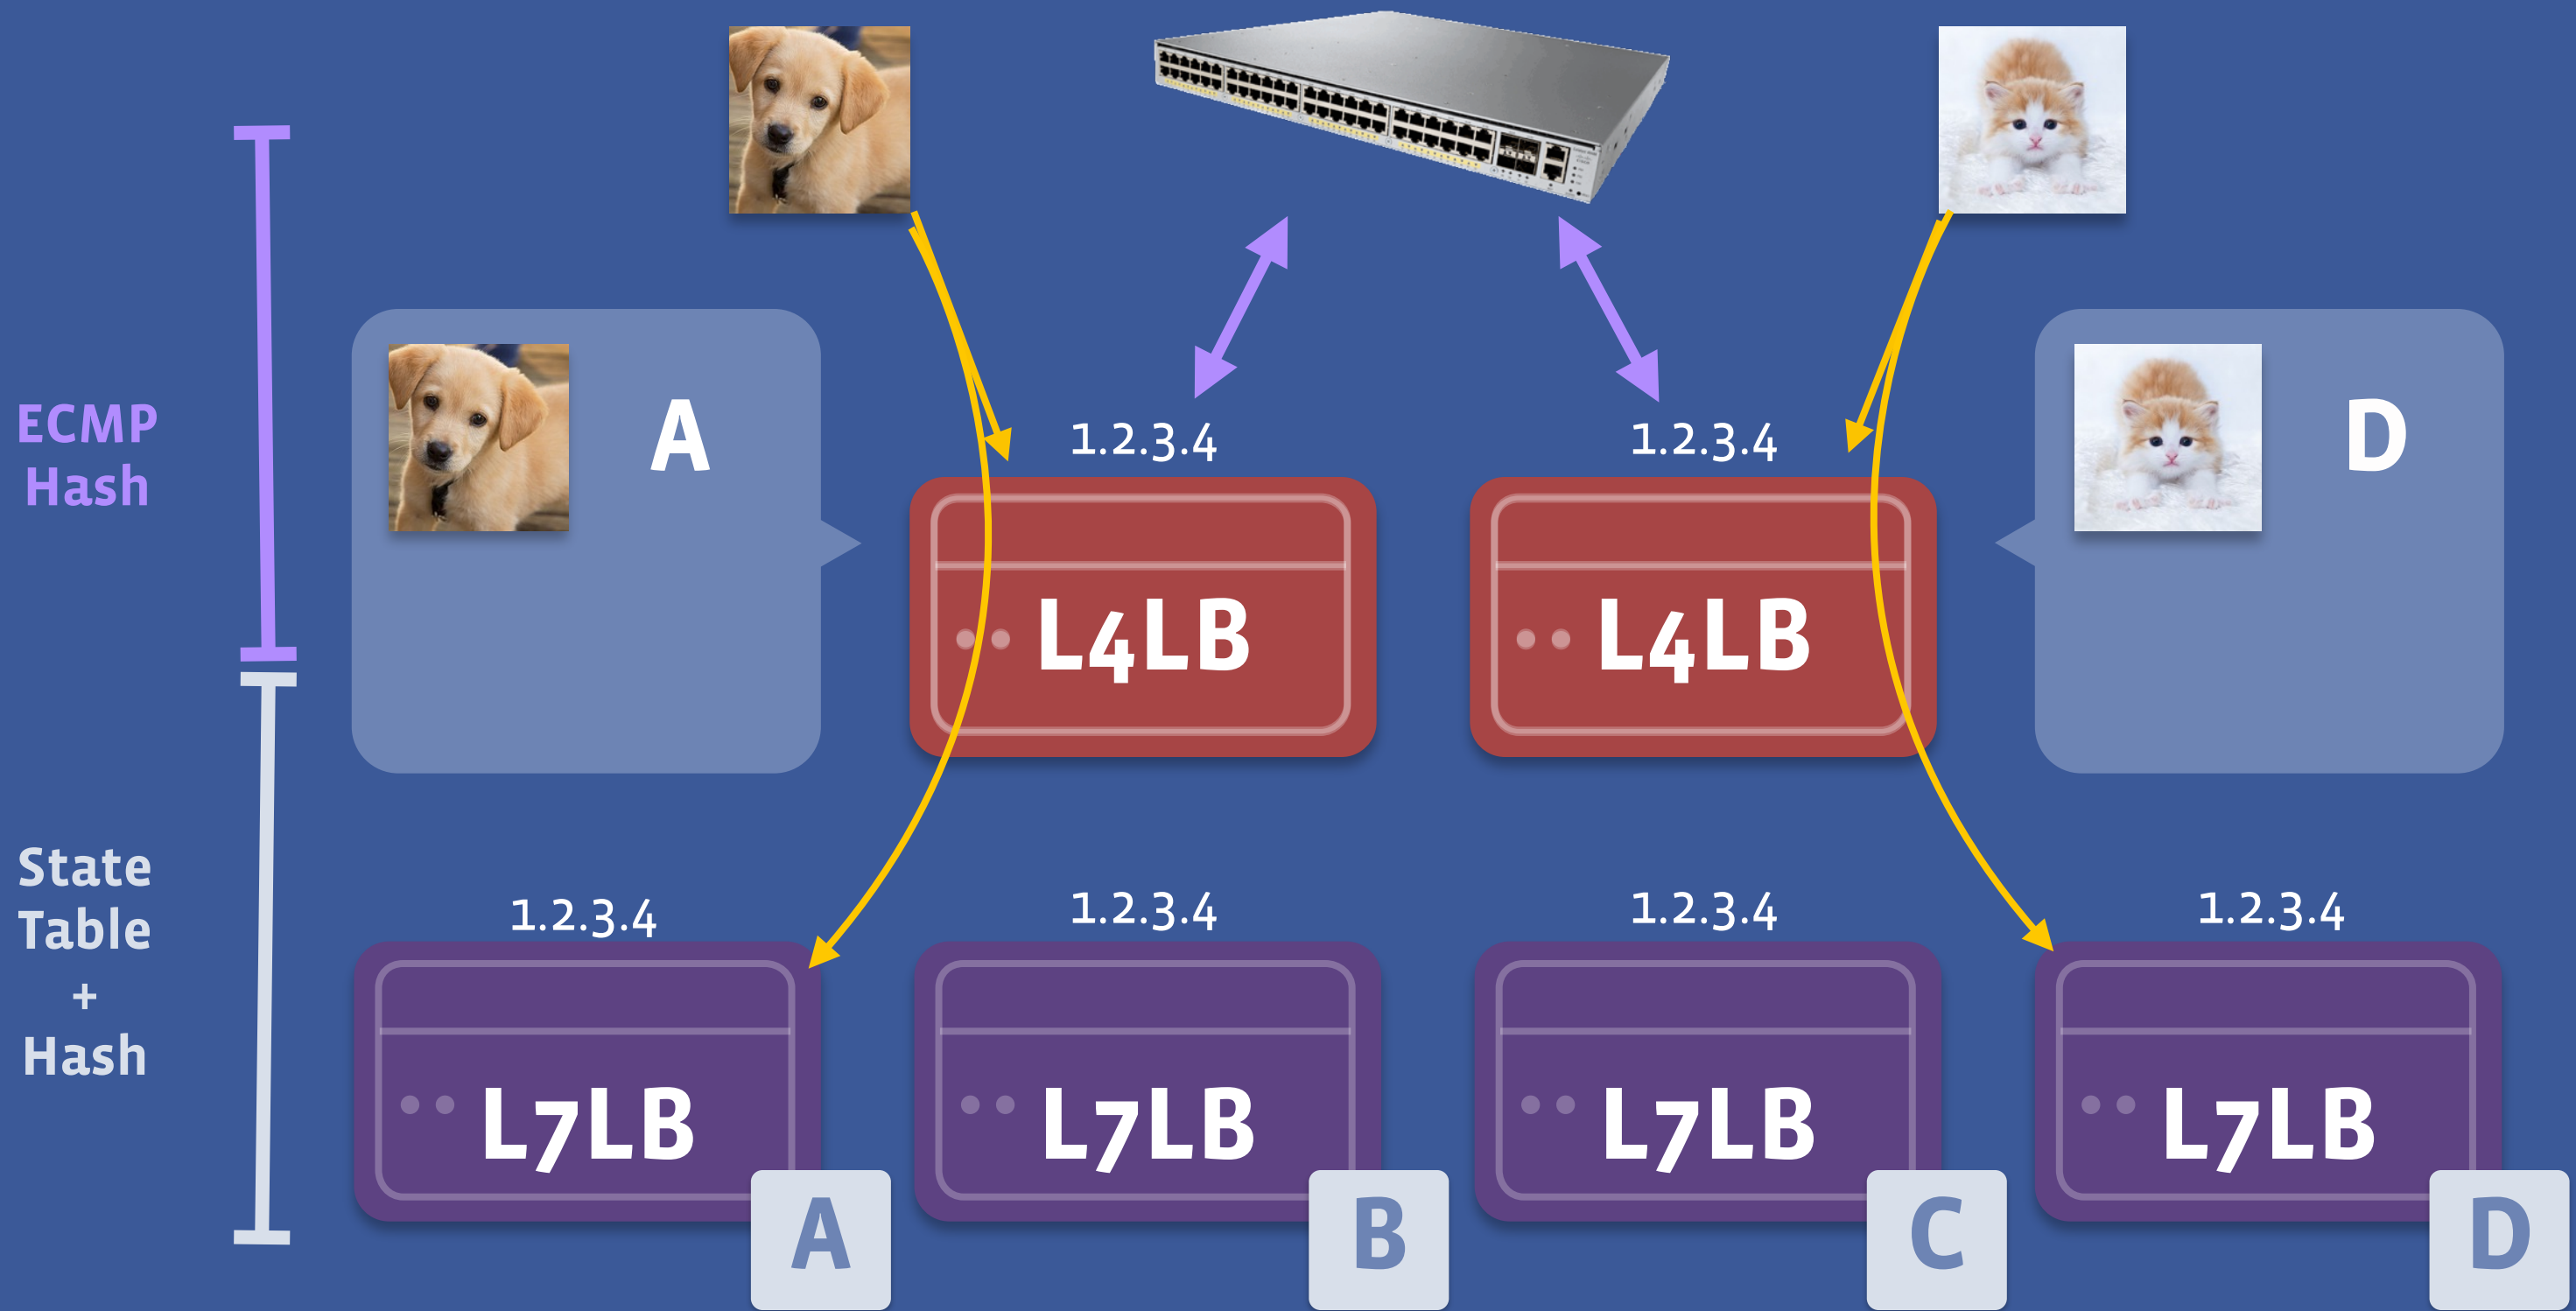 ECMP
Hash
A
D
1.2.3.4
1.2.3.4
L4LB
L4LB
State
Table
+
Hash
1.2.3.4
1.2.3.4
1.2.3.4
1.2.3.4
L7LB
L7LB
L7LB
L7LB
A
B
C
D